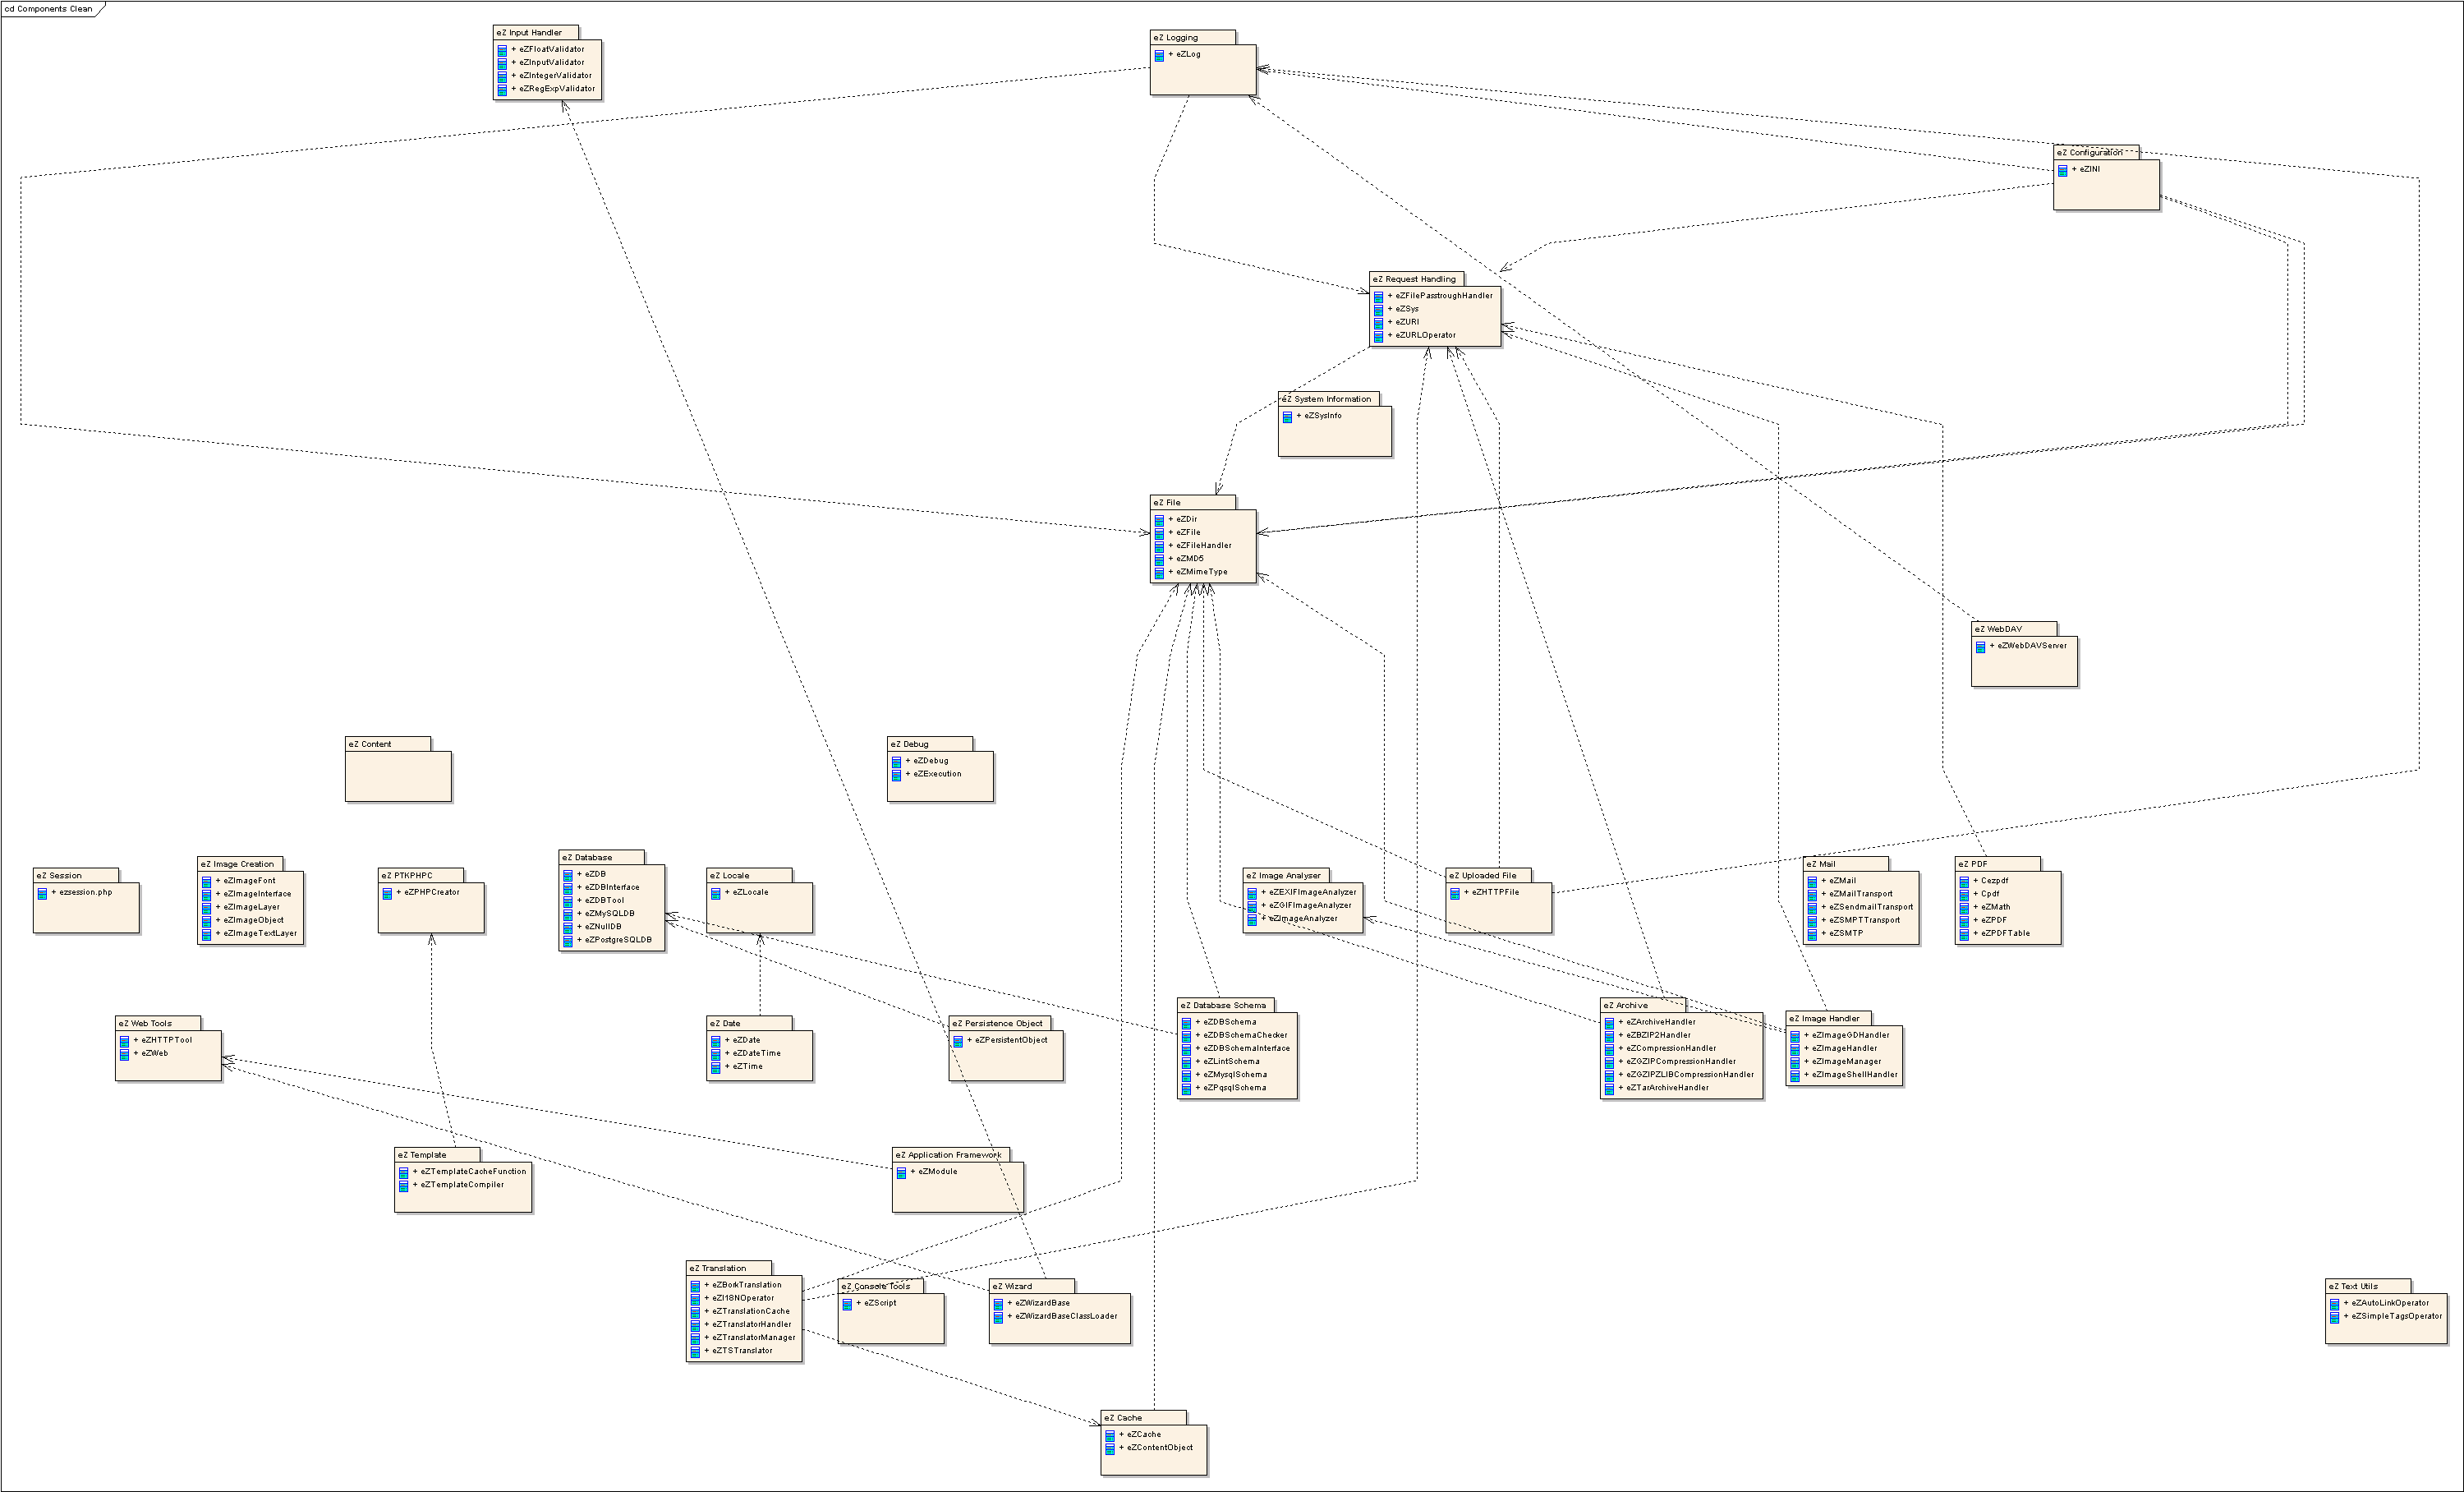 cd Components Clean
eZ Input Handler
+ eZFloatValidator
+ eZInputValidator
+ eZIntegerValidator
+ eZRegExpValidator
eZ Logging
+ eZLog
eZ Configuration
+ eZINI
eZ Request Handling
+ eZFilePasstroughHandler
+ eZSys
+ eZURI
+ eZURLOperator
eZ System Information
+ eZSysInfo
eZ File
+ eZDir
+ eZFile
+ eZFileHandler
+ eZMD5
+ eZMimeType
eZ WebDAV
+ eZWebDAVServer
eZ Content
eZ Debug
+ eZDebug
+ eZExecution
eZ Session
+ ezsession.php
eZ Image Creation
+ eZImageFont
+ eZImageInterface
+ eZImageLayer
+ eZImageObject
+ eZImageTextLayer
eZ PTKPHPC
+ eZPHPCreator
eZ Database
+ eZDB
+ eZDBInterface
+ eZDBTool
+ eZMySQLDB
+ eZNullDB
+ eZPostgreSQLDB
eZ Locale
+ eZLocale
eZ Image Analyser
+ eZEXIFImageAnalyzer
+ eZGIFImageAnalyzer
+ eZImageAnalyzer
eZ Uploaded File
+ eZHTTPFile
eZ Mail
+ eZMail
+ eZMailTransport
+ eZSendmailTransport
+ eZSMPTTransport
+ eZSMTP
eZ PDF
+ Cezpdf
+ Cpdf
+ eZMath
+ eZPDF
+ eZPDFTable
eZ Web Tools
+ eZHTTPTool
+ eZWeb
eZ Date
+ eZDate
+ eZDateTime
+ eZTime
eZ Persistence Object
+ eZPersistentObject
eZ Database Schema
+ eZDBSchema
+ eZDBSchemaChecker
+ eZDBSchemaInterface
+ eZLintSchema
+ eZMysqlSchema
+ eZPqsqlSchema
eZ Archive
+ eZArchiveHandler
+ eZBZIP2Handler
+ eZCompressionHandler
+ eZGZIPCompressionHandler
+ eZGZIPZLIBCompressionHandler
+ eZTarArchiveHandler
eZ Image Handler
+ eZImageGDHandler
+ eZImageHandler
+ eZImageManager
+ eZImageShellHandler
eZ Template
+ eZTemplateCacheFunction
+ eZTemplateCompiler
eZ Application Framework
+ eZModule
eZ Translation
+ eZBorkTranslation
+ eZI18NOperator
+ eZTranslationCache
+ eZTranslatorHandler
+ eZTranslatorManager
+ eZTSTranslator
eZ Console Tools
+ eZScript
eZ Wizard
+ eZWizardBase
+ eZWizardBaseClassLoader
eZ Text Utils
+ eZAutoLinkOperator
+ eZSimpleTagsOperator
eZ Cache
+ eZCache
+ eZContentObject